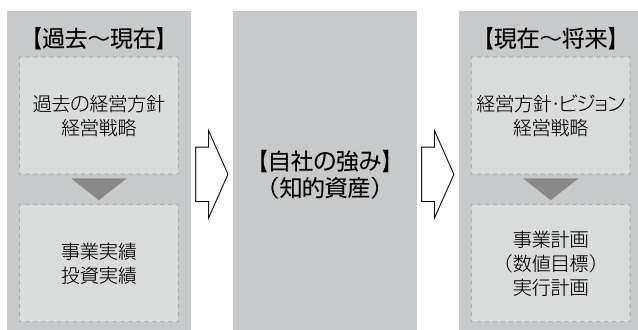 【過去～現在】
過去の経営方針
経営戦略
事業実績
投資実績
【自社の強み】
（知的資産）
【現在～将来】
経営方針・ビジョン
経営戦略
事業計画
（数値目標）
実行計画